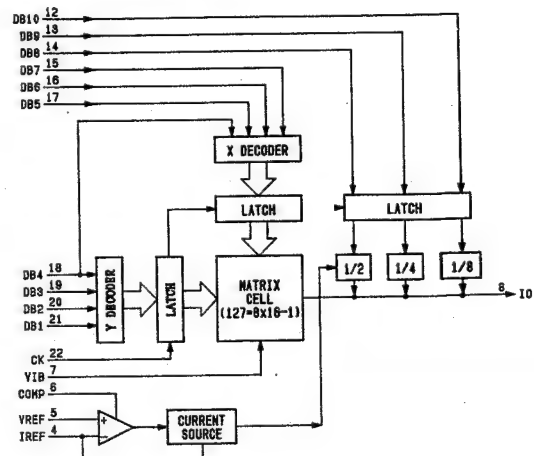 DB10 12
DB9 13
DB8 14
DB7 15
DB6 16
DB5 17
X DECODER
LATCH
LATCH
DB4 18
DB3 19
DB2 20
DB1 21
Y DECODER
LATCH
MATRIX
CELL
(127=8x16-1)
1/2
1/4
1/8
8 IO
CK 22
VIB 7
COMP 6
VREF 5
IREF 4
+
−
CURRENT
SOURCE